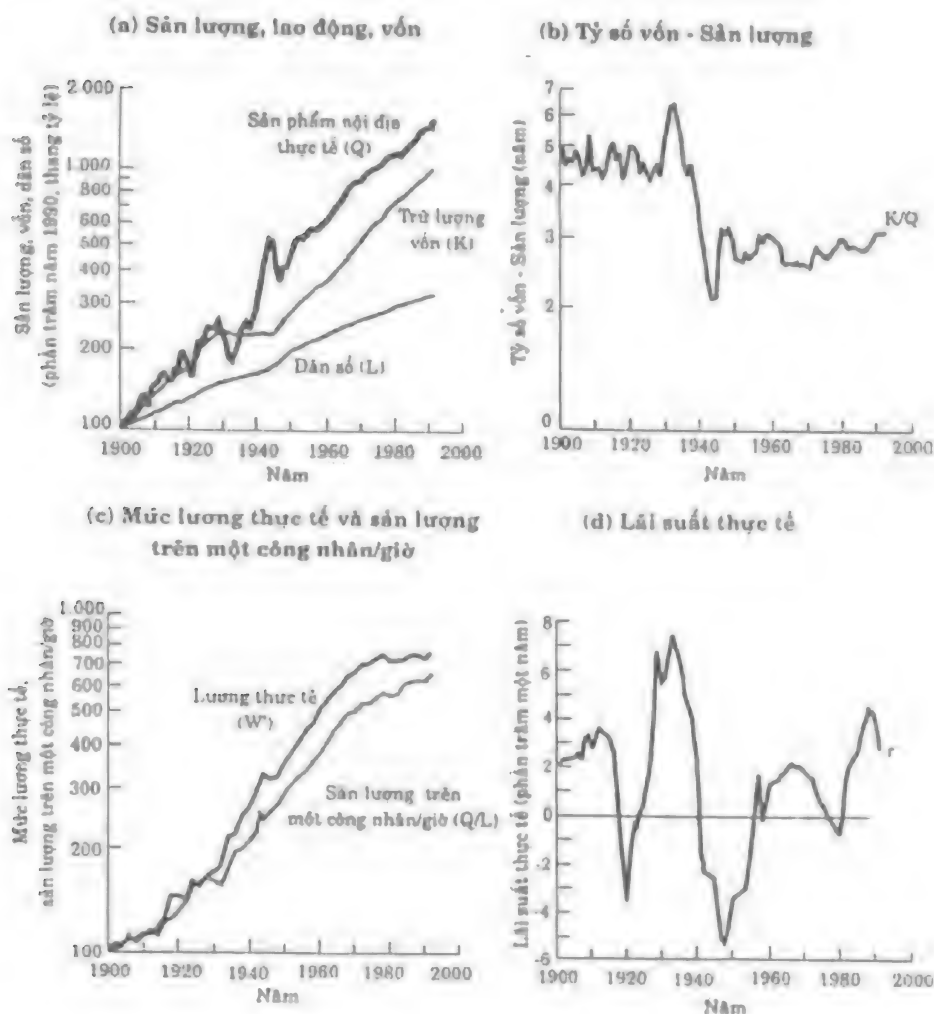 (a) Sản lượng, lao động, vốn
Sản lượng, vốn, dân số
(phần trăm năm 1990, thang tỷ lệ)
2 000
1.000
900
800
700
600
500
400
300
200
100
Sản phẩm nội địa
thực tế (Q)
Trữ lượng
vốn (K)
Dân số (L)
1900 1920 1940 1960 1980 2000
Năm
(b) Tỷ số vốn - Sản lượng
Tỷ số vốn - Sản lượng (năm)
7
6
5
4
3
2
0
K/Q
1900 1920 1940 1960 1980 2000
Năm
(c) Mức lương thực tế và sản lượng
trên một công nhân/giờ
Mức lương thực tế,
sản lượng trên một công nhân/giờ
1.000
900
800
700
600
500
400
300
200
100
Lương thực tế
(W)
Sản lượng trên
một công nhân/giờ (Q/L)
1900 1920 1940 1960 1980 2000
Năm
(d) Lãi suất thực tế
Lãi suất thực tế (phần trăm một năm)
8
6
4
2
0
-2
-4
-6
r
1900 1920 1940 1960 1980 2000
Năm